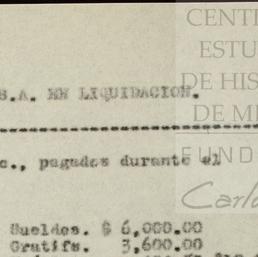 CENT
ESTU
DE HIS
DE M
S.A. EN LIQUIDACION.
c., pagados durante el
FUND
Carl
Sueldos. $ 6,000.00
Gratifs. 3,600.00